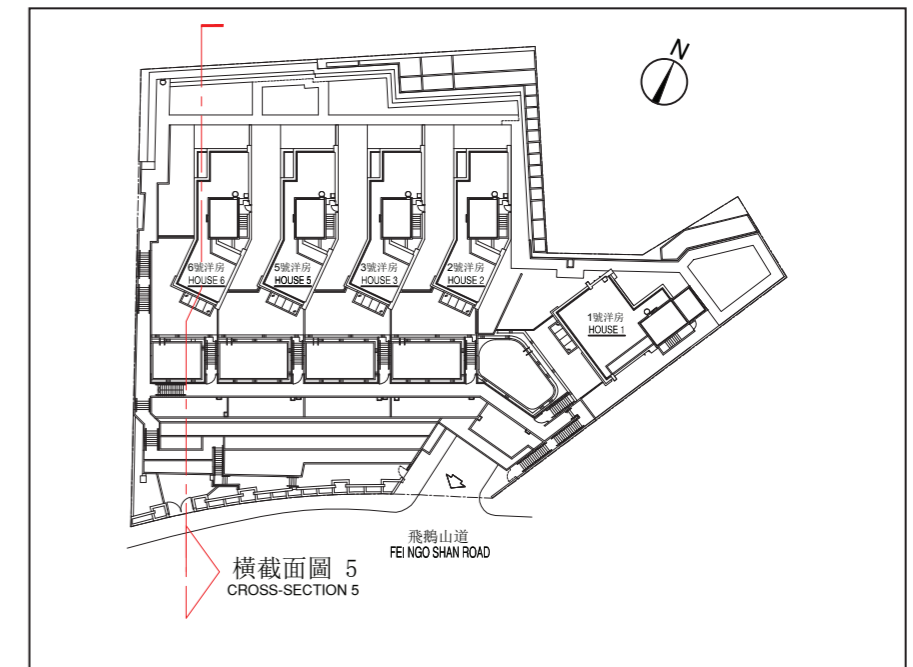 N
6號洋房
HOUSE 6
5號洋房
HOUSE 5
3號洋房
HOUSE 3
2號洋房
HOUSE 2
1號洋房
HOUSE 1
飛鵝山道
FEI NGO SHAN ROAD
橫截面圖 5
CROSS-SECTION 5